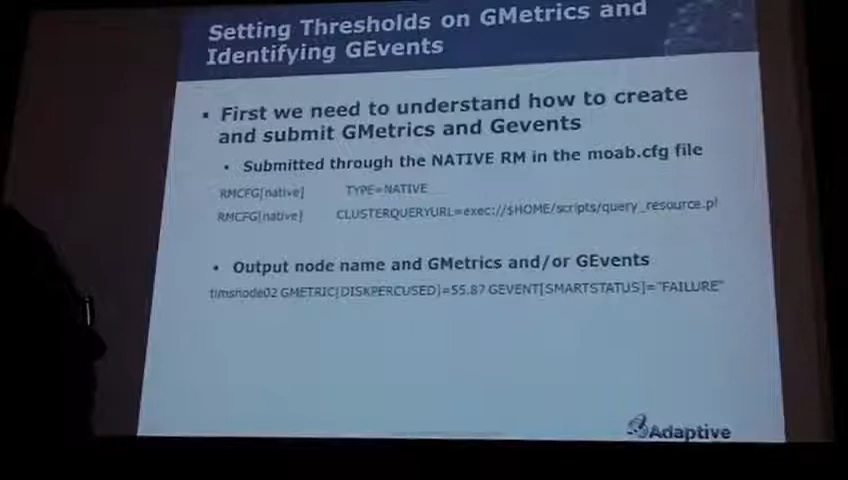 Setting Thresholds on GMetrics and
Identifying GEvents
▪ First we need to understand how to create
and submit GMetrics and Gevents
• Submitted through the NATIVE RM in the moab.cfg file
RMCFG[native] TYPE=NATIVE
RMCFG[native] CLUSTERQUERYURL=exec://$HOME/scripts/query_resource.pl
• Output node name and GMetrics and/or GEvents
timsnode02 GMETRIC[DISKPERCUSED]=55.87 GEVENT[SMARTSTATUS]="FAILURE"
Adaptive